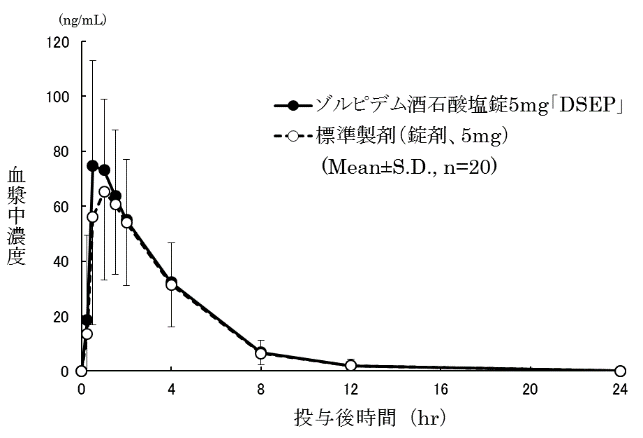 (ng/mL)
120
100
80
60
40
20
0
血漿中濃度
ゾルピデム酒石酸塩錠5mg「DSEP」
標準製剤(錠剤、5mg)
(Mean±S.D., n=20)
0 4 8 12 16 20 24
投与後時間 (hr)